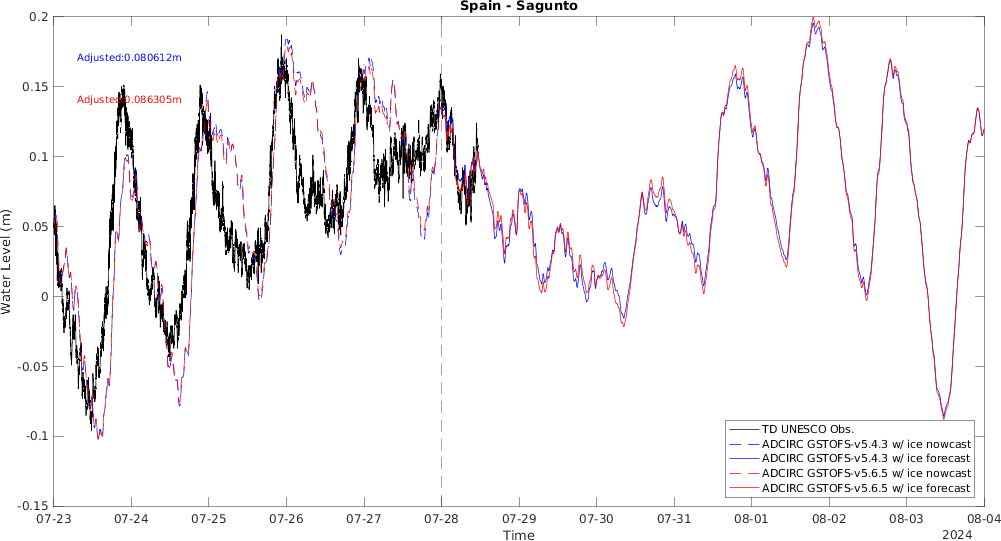 Spain - Sagunto
Adjusted:0.080612m
Adjusted:0.086305m
Water Level (m)
0.2
0.15
0.1
0.05
0
-0.05
-0.1
-0.15
TD UNESCO Obs.
ADCIRC GSTOFS-v5.4.3 w/ ice nowcast
ADCIRC GSTOFS-v5.4.3 w/ ice forecast
ADCIRC GSTOFS-v5.6.5 w/ ice nowcast
ADCIRC GSTOFS-v5.6.5 w/ ice forecast
07-23 07-24 07-25 07-26 07-27 07-28 07-29 07-30 07-31 08-01 08-02 08-03 08-04
Time
2024